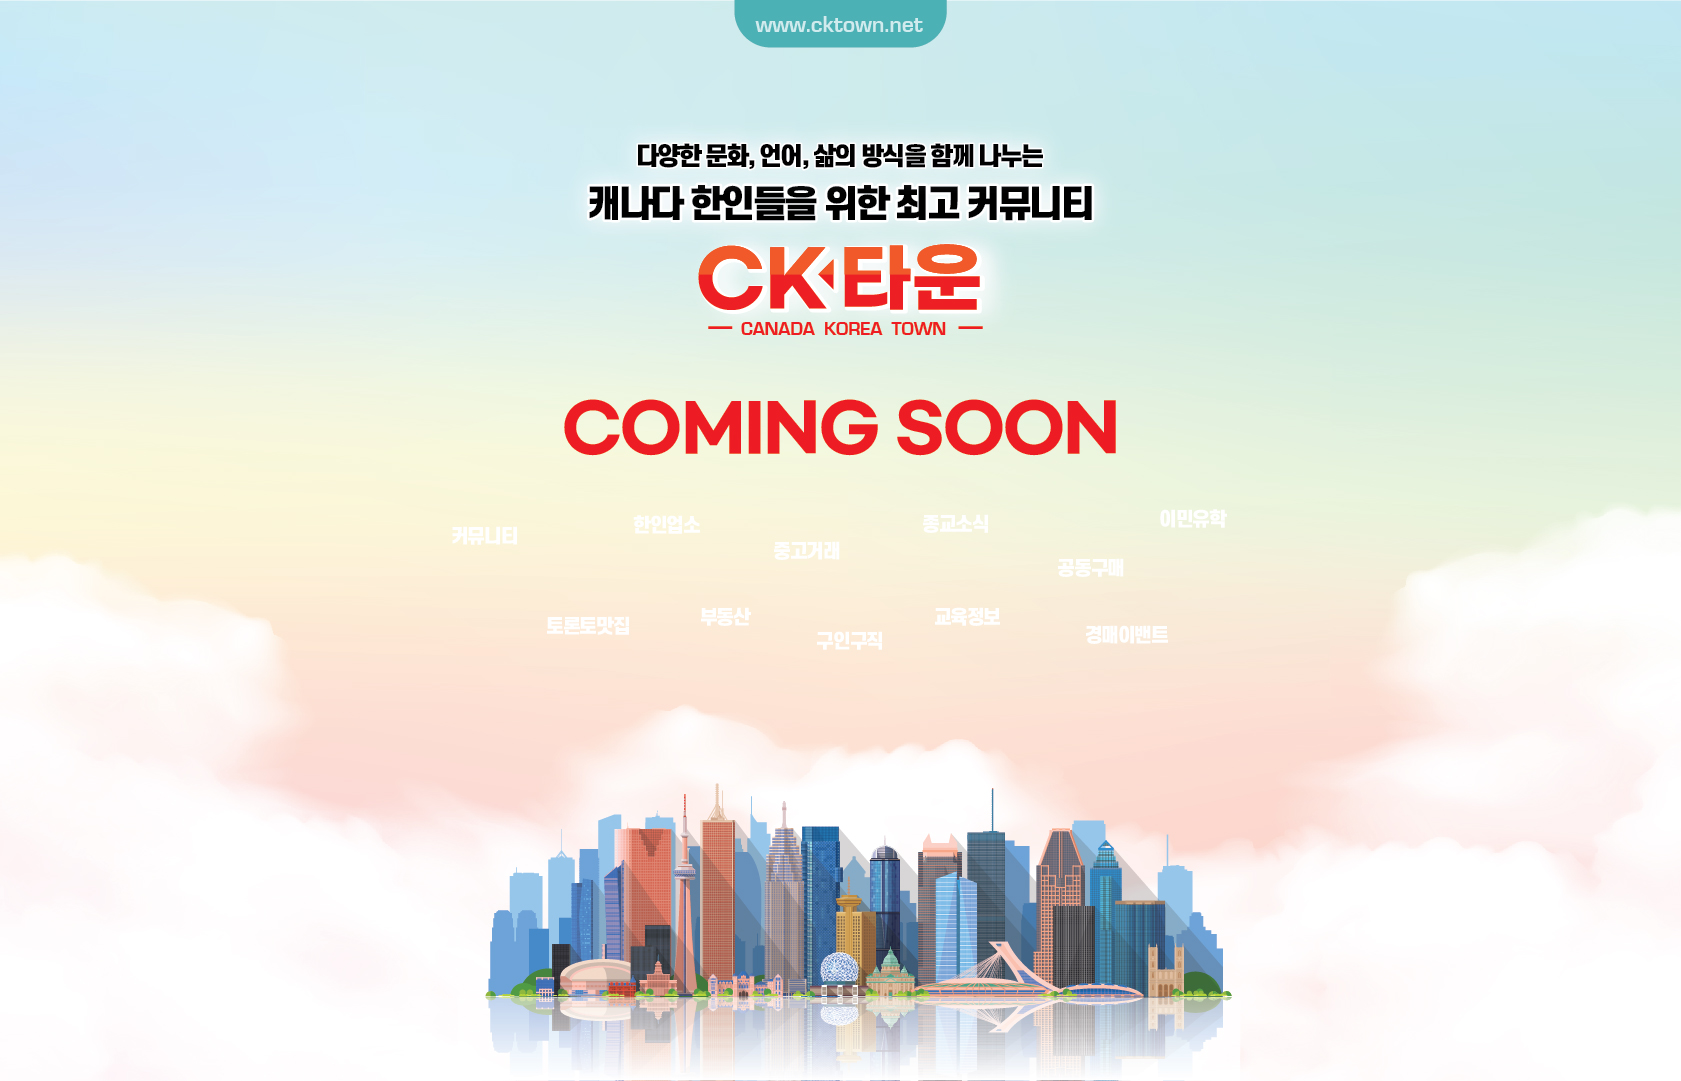 www.cktown.net
다양한 문화, 언어, 삶의 방식을 함께 나누는
캐나다 한인들을 위한 최고 커뮤니티
CK타운
CANADA KOREA TOWN
COMING SOON
커뮤니티
한인업소
중고거래
종교소식
공동구매
이민유학
토론토맛집
부동산
구인구직
교육정보
경매이밴트